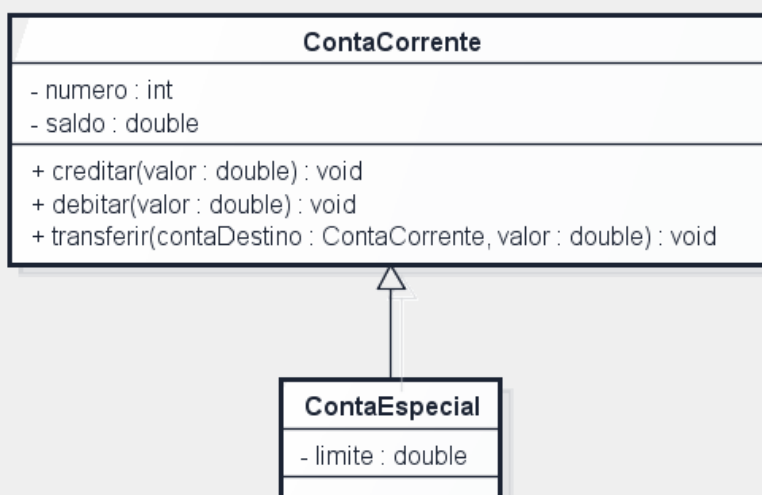 ContaCorrente
- numero : int
- saldo : double
+ creditar(valor : double) : void
+ debitar(valor : double) : void
+ transferir(contaDestino : ContaCorrente, valor : double) : void
ContaEspecial
- limite : double